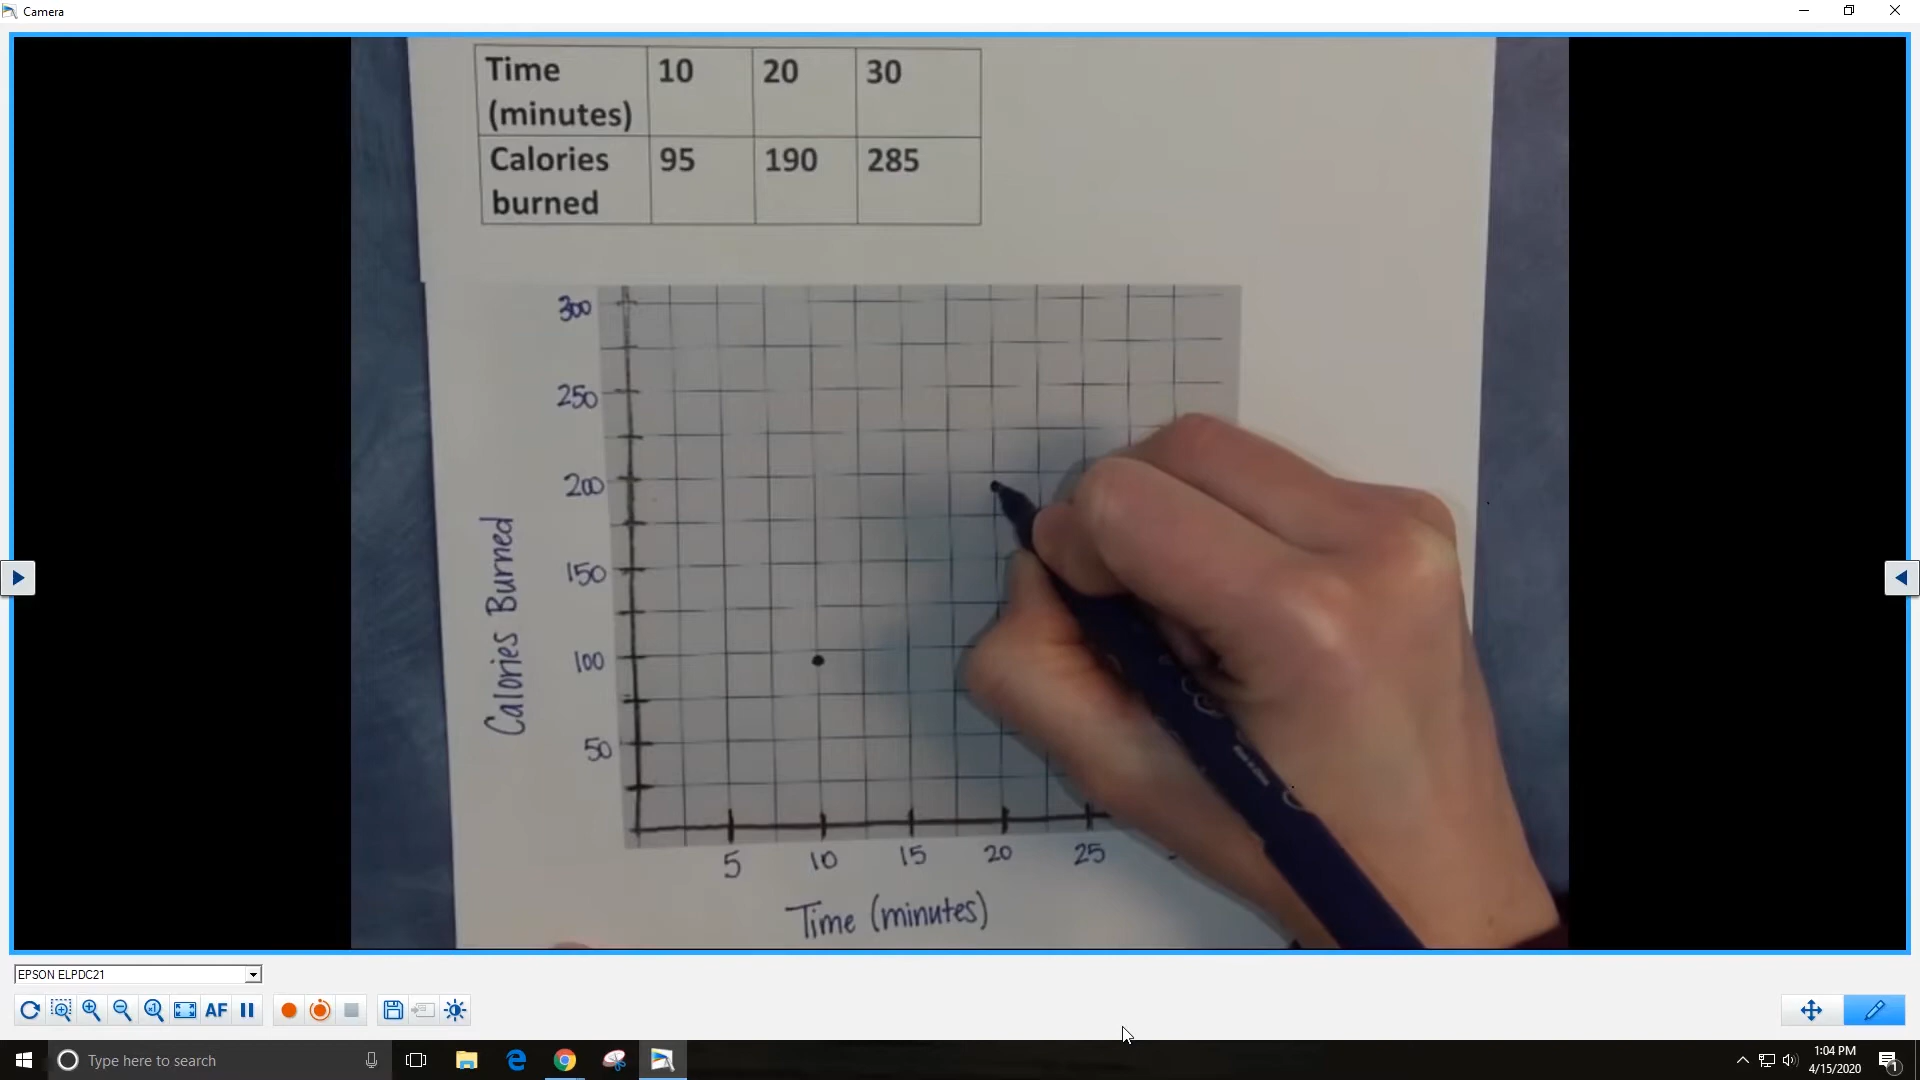 Camera
Time 10 20 30
(minutes)
Calories 95 190 285
burned
300
250
200
150
100
50
Calories Burned
5 10 15 20 25
Time (minutes)
EPSON ELPDC21
AF
Type here to search
1:04 PM
4/15/2020
1